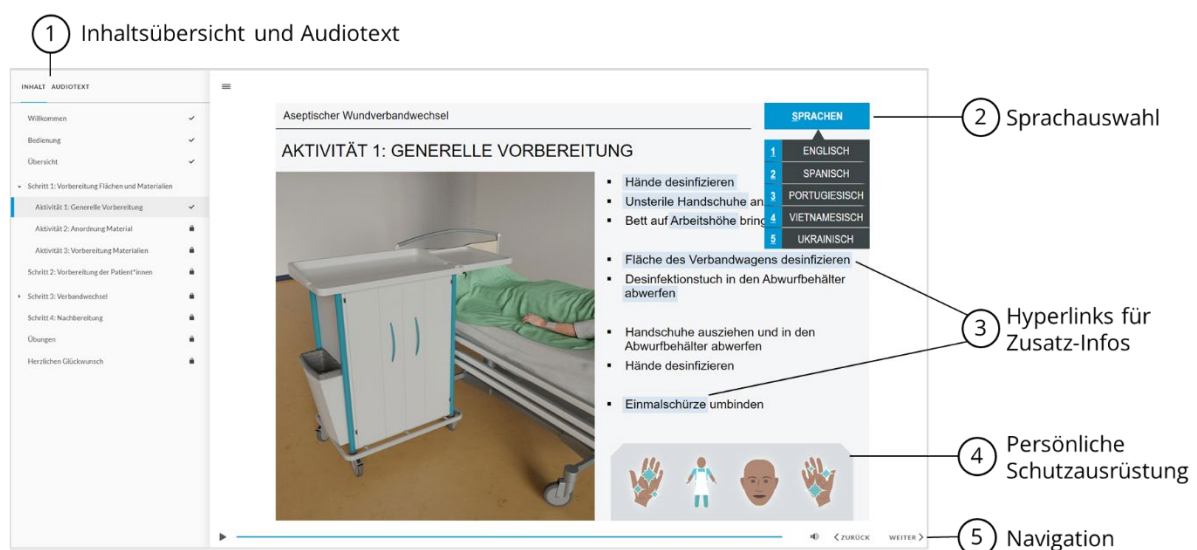 1 Inhaltsübersicht und Audiotext
INHALT AUDIOTEXT
Willkommen
Bedienung
Übersicht
Schritt 1: Vorbereitung Flächen und Materialien
Aktivität 1: Generelle Vorbereitung
Aktivität 2: Anordnung Material
Aktivität 3: Vorbereitung Materialien
Schritt 2: Vorbereitung der Patient*innen
Schritt 3: Verbandwechsel
Schritt 4: Nachbereitung
Übungen
Herzlichen Glückwunsch
Aseptischer Wundverbandwechsel
SPRACHEN
1 ENGLISCH
2 SPANISCH
3 PORTUGIESISCH
4 VIETNAMESISCH
5 UKRAINISCH
AKTIVITÄT 1: GENERELLE VORBEREITUNG
Hände desinfizieren
Unsterile Handschuhe an
Bett auf Arbeitshöhe bring
Fläche des Verbandwagens desinfizieren
Desinfektionstuch in den Abwurfbehälter
abwerfen
Handschuhe ausziehen und in den
Abwurfbehälter abwerfen
Hände desinfizieren
Einmalschürze umbinden
ZURÜCK WEITER
2 Sprachauswahl
3 Hyperlinks für
Zusatz-Infos
4 Persönliche
Schutzausrüstung
5 Navigation